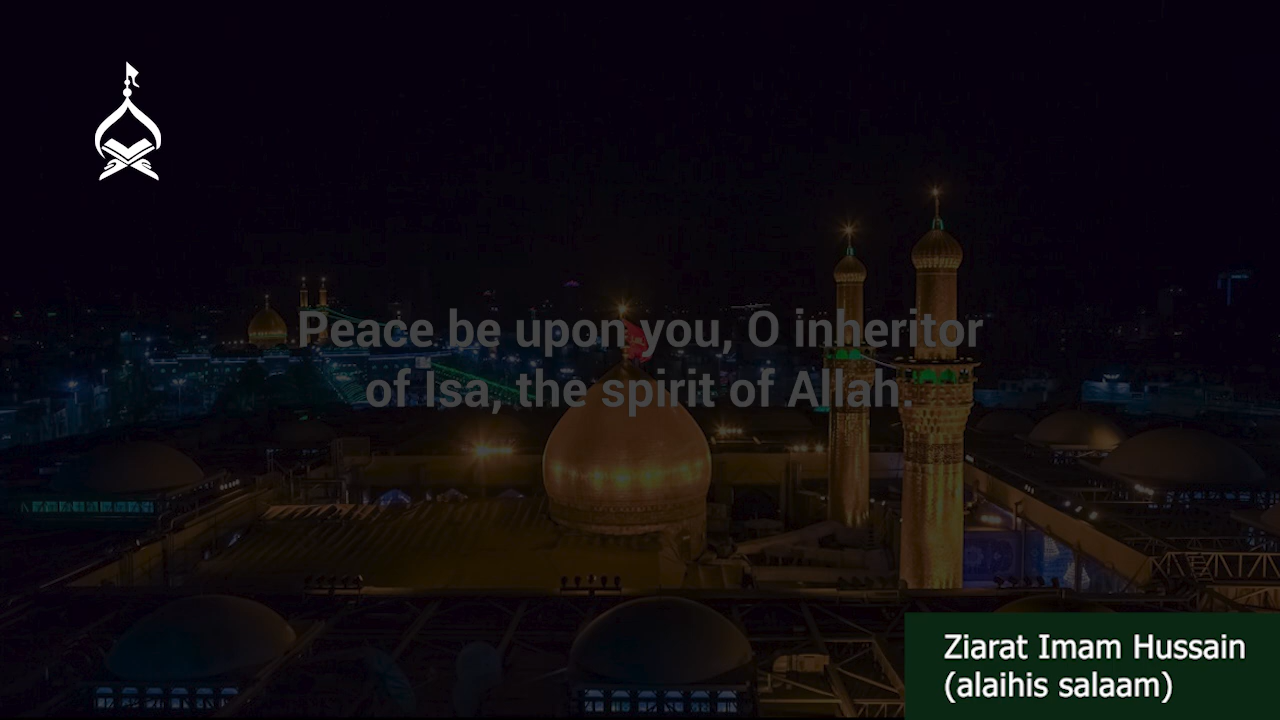 Peace be upon you, O inheritor
of Isa, the spirit of Allah.
Ziarat Imam Hussain
(alaihis salaam)